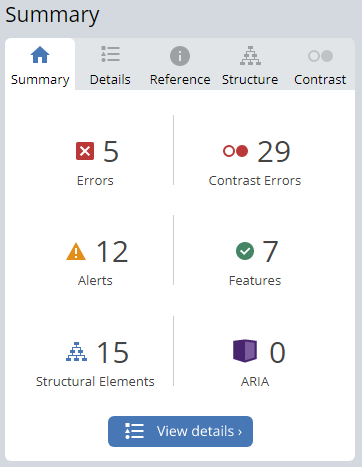 Summary
Summary Details Reference Structure Contrast
5 29
Errors Contrast Errors
12 7
Alerts Features
15 0
Structural Elements ARIA
View details ›